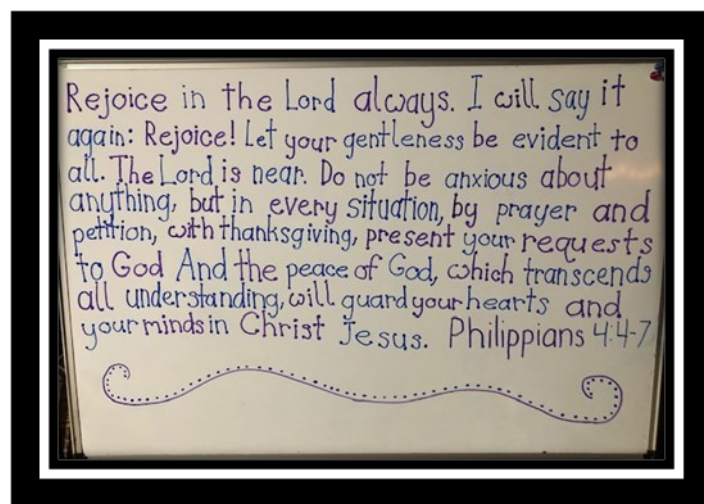 Rejoice in the Lord always. I will say it
again: Rejoice! Let your gentleness be evident to
all. The Lord is near. Do not be anxious about
anything, but in every situation, by prayer and
petition, with thanksgiving, present your requests
to God And the peace of God, which transcends
all understanding, will guard your hearts and
your minds in Christ Jesus. Philippians 4:4-7